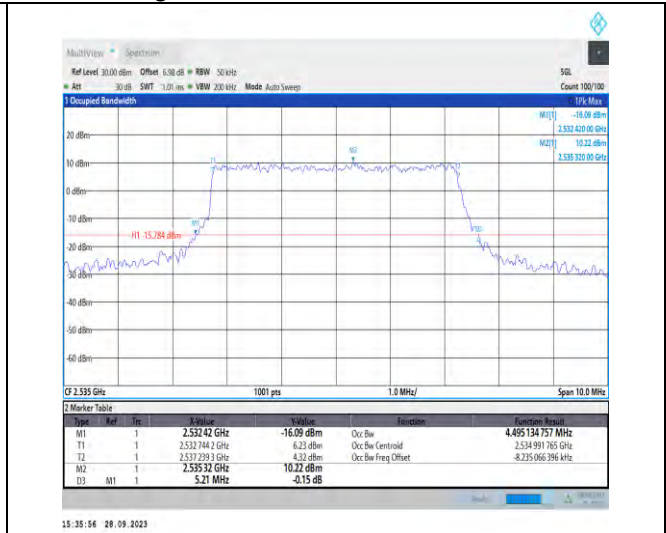 MultiView Spectrum
Ref Level 30.00 dBm Offset 6.98 dB RBW 50 kHz SGL
Att 30 dB SWT 1.01 ms VBW 200 kHz Mode Auto Sweep Count 100/100
1 Occupied Bandwidth 1Pk Max
M1[1] -16.09 dBm
2.532 420 00 GHz
M2[1] 10.22 dBm
2.535 320 00 GHz
20 dBm
M2
10 dBm
T1
0 dBm
-10 dBm
M1
H1 -15.784 dBm
-20 dBm
-30 dBm
-40 dBm
-50 dBm
-60 dBm
CF 2.535 GHz 1001 pts 1.0 MHz/ Span 10.0 MHz
2 Marker Table
Type Ref Trc X-Value Y-Value Function Function Result
M1 1 2.532 42 GHz -16.09 dBm Occ Bw 4.495 134 757 MHz
T1 1 2.532 744 2 GHz 6.23 dBm Occ Bw Centroid 2.534 991 765 GHz
T2 1 2.537 239 3 GHz 4.32 dBm Occ Bw Freq Offset -8.235 066 396 kHz
M2 1 2.535 32 GHz 10.22 dBm
D3 M1 1 5.21 MHz -0.15 dB
15:35:56 28.09.2023